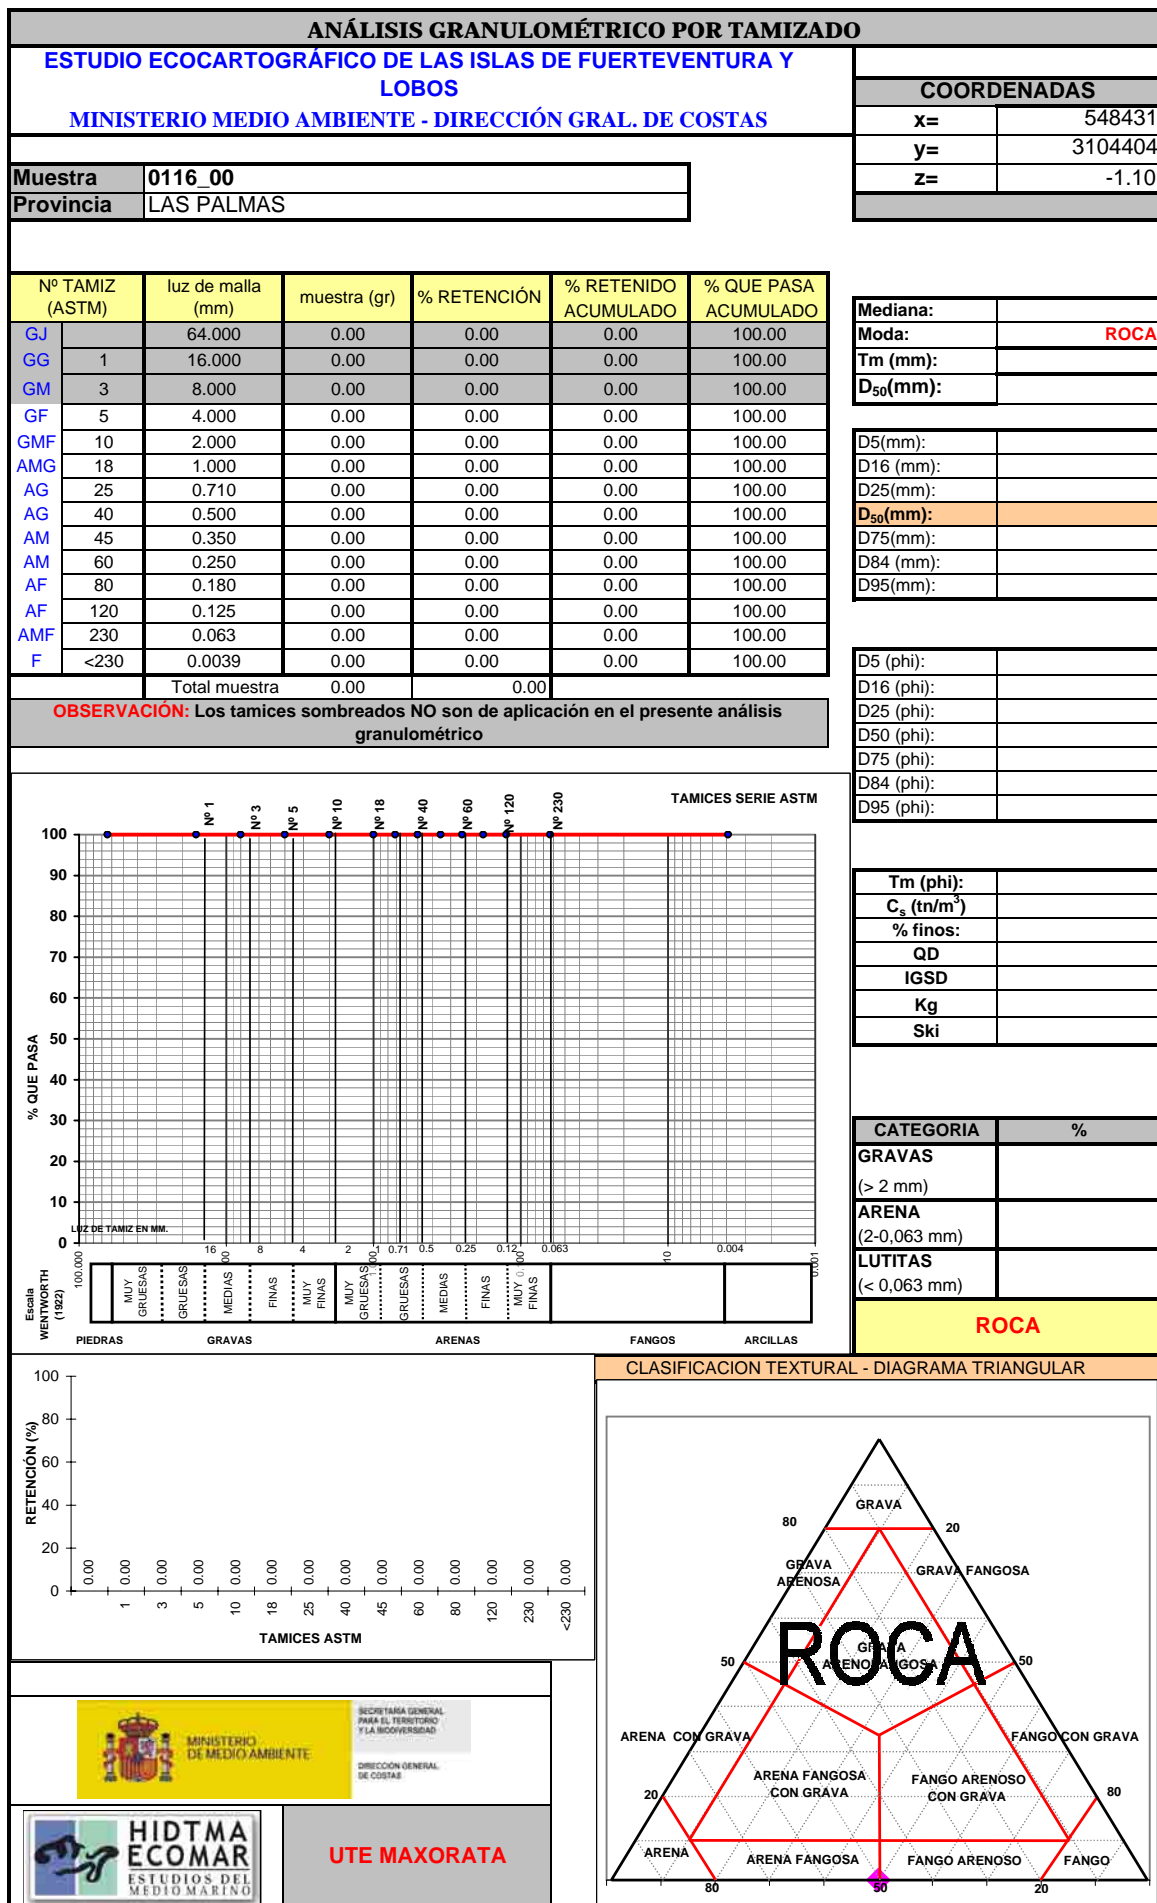 ANÁLISIS GRANULOMÉTRICO POR TAMIZADO
ESTUDIO ECOCARTOGRÁFICO DE LAS ISLAS DE FUERTEVENTURA Y
LOBOS
MINISTERIO MEDIO AMBIENTE - DIRECCIÓN GRAL. DE COSTAS
COORDENADAS
x= 548431
y= 3104404
z= -1.10
Muestra 0116_00
Provincia LAS PALMAS
Nº TAMIZ (ASTM) luz de malla (mm) muestra (gr) % RETENCIÓN % RETENIDO ACUMULADO % QUE PASA ACUMULADO
GJ 64.000 0.00 0.00 0.00 100.00
GG 1 16.000 0.00 0.00 0.00 100.00
GM 3 8.000 0.00 0.00 0.00 100.00
GF 5 4.000 0.00 0.00 0.00 100.00
GMF 10 2.000 0.00 0.00 0.00 100.00
AMG 18 1.000 0.00 0.00 0.00 100.00
AG 25 0.710 0.00 0.00 0.00 100.00
AG 40 0.500 0.00 0.00 0.00 100.00
AM 45 0.350 0.00 0.00 0.00 100.00
AM 60 0.250 0.00 0.00 0.00 100.00
AF 80 0.180 0.00 0.00 0.00 100.00
AF 120 0.125 0.00 0.00 0.00 100.00
AMF 230 0.063 0.00 0.00 0.00 100.00
F <230 0.0039 0.00 0.00 0.00 100.00
Total muestra 0.00 0.00
OBSERVACIÓN: Los tamices sombreados NO son de aplicación en el presente análisis
granulométrico
Mediana:
Moda: ROCA
Tm (mm):
D50(mm):
D5(mm):
D16 (mm):
D25(mm):
D50(mm):
D75(mm):
D84 (mm):
D95(mm):
D5 (phi):
D16 (phi):
D25 (phi):
D50 (phi):
D75 (phi):
D84 (phi):
D95 (phi):
Tm (phi):
Cs (tn/m3)
% finos:
QD
IGSD
Kg
Ski
CATEGORIA %
GRAVAS
(> 2 mm)
ARENA
(2-0,063 mm)
LUTITAS
(< 0,063 mm)
ROCA
TAMICES SERIE ASTM
Nº 1 Nº 3 Nº 5 Nº 10 Nº 18 Nº 40 Nº 60 Nº 120 Nº 230
% QUE PASA
100
90
80
70
60
50
40
30
20
10
0
LUZ DE TAMIZ EN MM.
16 8 4 2 1 0.71 0.5 0.25 0.12 0.063 0.004
100.000 0.001
Escala
WENTWORTH
(1922)
MUY GRUESAS GRUESAS MEDIAS FINAS MUY FINAS MUY GRUESAS GRUESAS MEDIAS FINAS MUY FINAS
PIEDRAS GRAVAS ARENAS FANGOS ARCILLAS
RETENCIÓN (%)
100
80
60
40
20
0
0.00 0.00 0.00 0.00 0.00 0.00 0.00 0.00 0.00 0.00 0.00 0.00 0.00 0.00
1 3 5 10 18 25 40 45 60 80 120 230 <230
TAMICES ASTM
CLASIFICACION TEXTURAL - DIAGRAMA TRIANGULAR
GRAVA
80 20
GRAVA
ARENOSA
GRAVA FANGOSA
ROCA
GRAVA
ARENOFANGOSA
50 50
ARENA CON GRAVA FANGO CON GRAVA
ARENA FANGOSA
CON GRAVA
FANGO ARENOSO
CON GRAVA
20 80
ARENA ARENA FANGOSA FANGO ARENOSO FANGO
80 50 20
MINISTERIO
DE MEDIO AMBIENTE
SECRETARÍA GENERAL
PARA EL TERRITORIO
Y LA BIODIVERSIDAD
DIRECCIÓN GENERAL
DE COSTAS
HIDTMA
ECOMAR
ESTUDIOS DEL
MEDIO MARINO
UTE MAXORATA